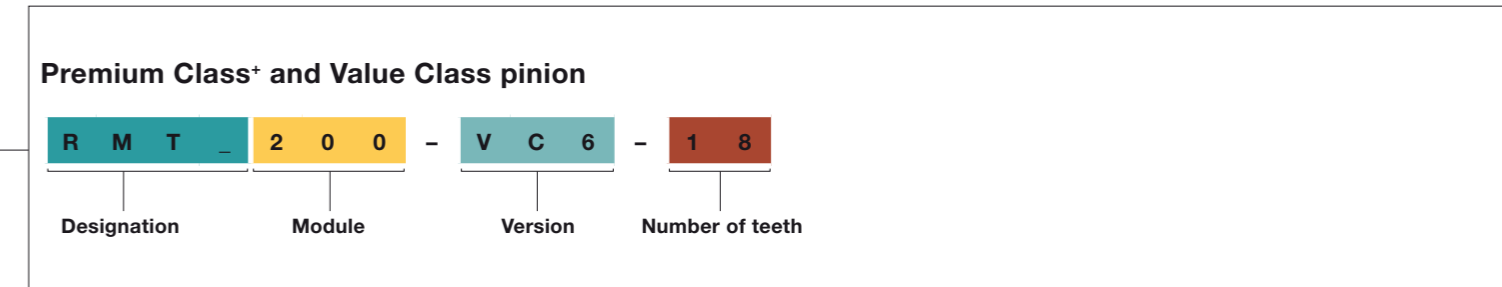 Premium Class⁺ and Value Class pinion
R M T _ 2 0 0 – V C 6 – 1 8
Designation Module Version Number of teeth